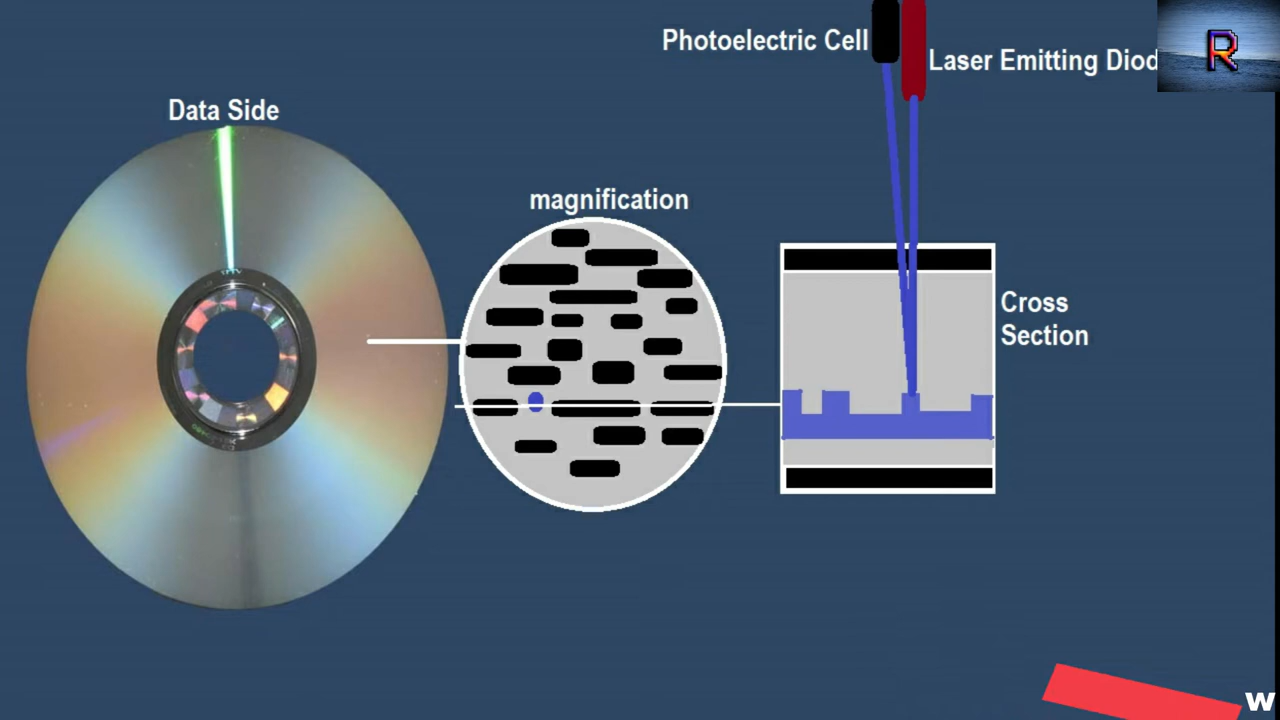 Photoelectric Cell
Laser Emitting Diod
R
Data Side
magnification
Cross
Section
W